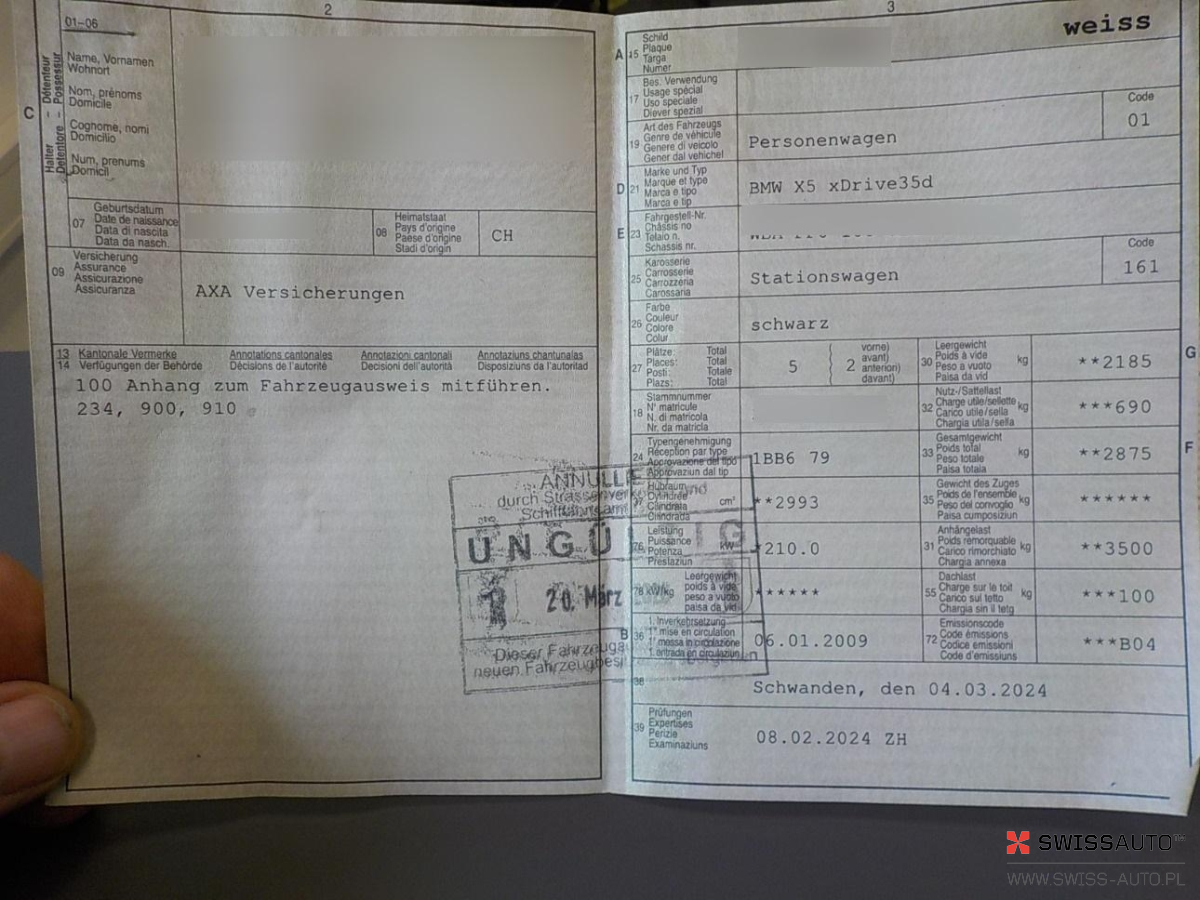 2
01–06
C
Halter - Détenteur
Detentore - Possessur
Name, Vornamen
Wohnort
Nom, prénoms
Domicile
Cognome, nomi
Domicilio
Num, prenums
Domicil
07
Geburtsdatum
Date de naissance
Data di nascita
Data da nasch.
08
Heimatstaat
Pays d'origine
Paese d'origine
Stadi d'origin
CH
09
Versicherung
Assurance
Assicurazione
Assicuranza
AXA Versicherungen
13 Kantonale Vermerke Annotations cantonales Annotazioni cantonali Annotaziuns chantunalas
14 Verfügungen der Behörde Décisions de l'autorité Decisioni dell'autorità Disposiziuns da l'autoritad
100 Anhang zum Fahrzeugausweis mitführen.
234, 900, 910
durch
UNGÜ IG
1
20. März
Dieser
3
weiss
A 15
Schild
Plaque
Targa
Numer
17
Bes. Verwendung
Usage spécial
Uso speciale
Diever spezial
19
Art des Fahrzeugs
Genre de véhicule
Genere di veicolo
Gener dal vehichel
Personenwagen
Code
01
D 21
Marke und Typ
Marque et type
Marca e tipo
Marca e tip
BMW X5 xDrive35d
E 23
Fahrgestell-Nr.
Châssis no
Telaio n.
Schassis nr.
25
Karosserie
Carrosserie
Carrozzeria
Carossaria
Stationswagen
Code
161
26
Farbe
Couleur
Colore
Colur
schwarz
27
Plätze: Total
Places: Total
Posti: Totale
Plazs: Total
5
2
vorne)
avant)
anteriori)
davant)
30
Leergewicht
Poids à vide
Peso a vuoto
Paisa da vid
kg
**2185
G
18
Stammnummer
N° matricule
N. di matricola
Nr. da matricla
32
Nutz-/Sattellast
Charge utile/sellette
Carico utile/sella
Chargia utila/sella
kg
***690
24
Typengenehmigung
Réception par type
Approvazione del tipo
Approvaziun dal tip
1BB6 79
33
Gesamtgewicht
Poids total
Peso totale
Paisa totala
kg
**2875
F
37
Hubraum
Cylindrée
Cilindrata
Cilindrada
cm³
**2993
35
Gewicht des Zuges
Poids de l'ensemble
Peso del convoglio
Paisa cumposiziun
kg
******
76
Leistung
Puissance
Potenza
Prestaziun
kW
*210.0
31
Anhängelast
Poids remorquable
Carico rimorchiato
Chargia annexa
kg
**3500
78 kW/kg
Leergewicht
poids à vide
peso a vuoto
paisa da vid
******
55
Dachlast
Charge sur le toit
Carico sul tetto
Chargia sin il tetg
kg
***100
B 36
1. Inverkehrsetzung
1re mise en circulation
1a messa in circolazione
1. entrada en circulaziun
06.01.2009
72
Emissionscode
Code émissions
Codice emissioni
Code d'emissiuns
***B04
38
Schwanden, den 04.03.2024
39
Prüfungen
Expertises
Perizie
Examinaziuns
08.02.2024 ZH
SWISSAUTO
WWW.SWISS-AUTO.PL